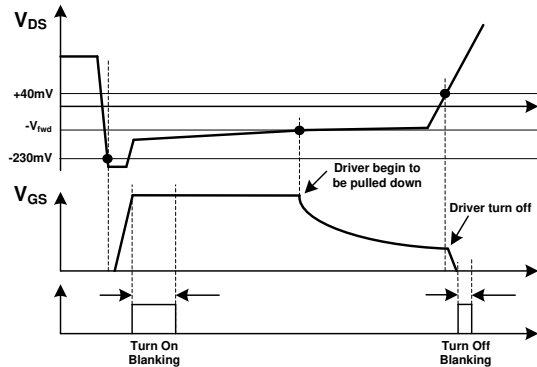 VDS
+40mV
-Vfwd
-230mV
Driver begin to
be pulled down
VGS
Driver turn off
Turn On
Blanking
Turn Off
Blanking